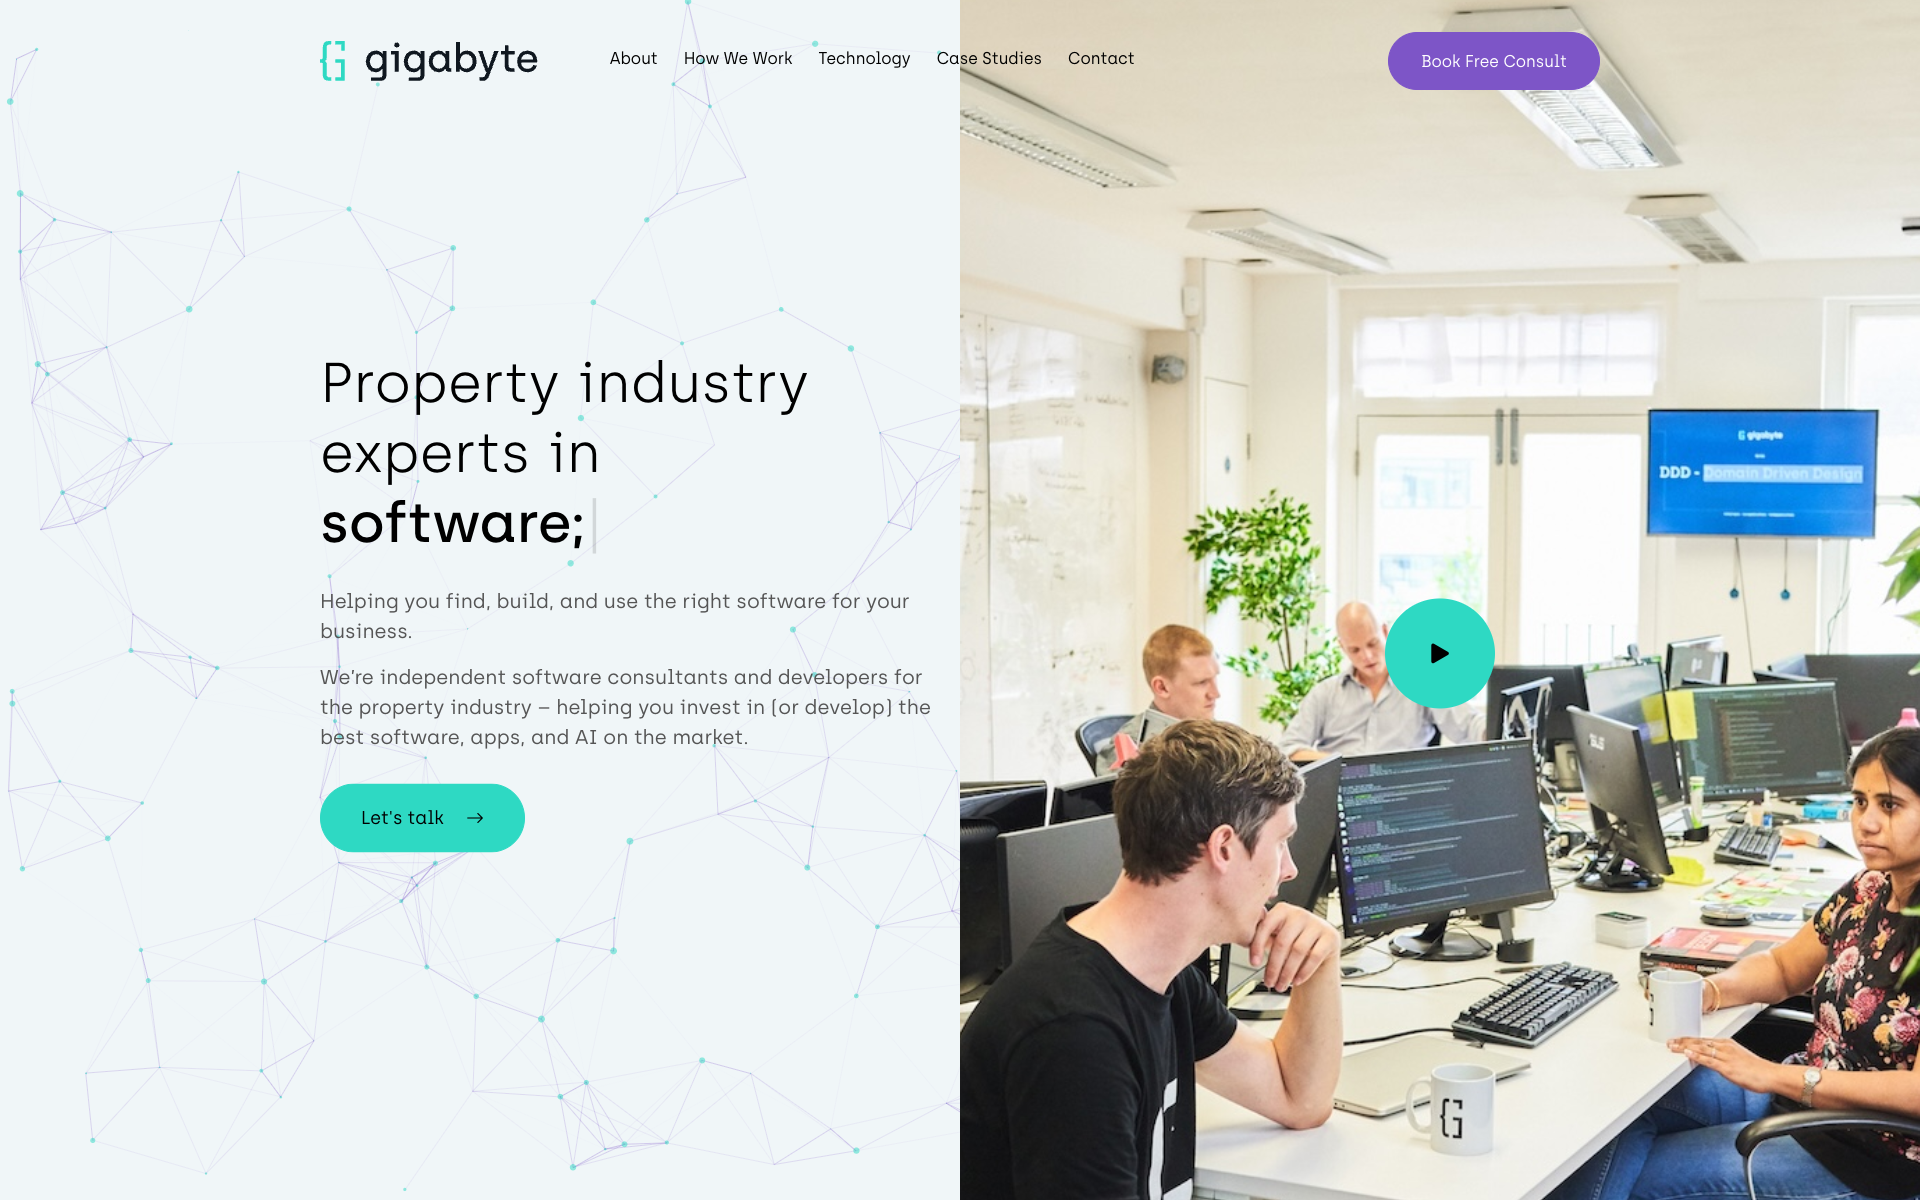 gigabyte
About How We Work Technology Case Studies Contact
Book Free Consult
Property industry
experts in
software;
Helping you find, build, and use the right software for your
business.
We're independent software consultants and developers for
the property industry – helping you invest in (or develop) the
best software, apps, and AI on the market.
Let's talk
gigabyte
DDD - Domain Driven Design